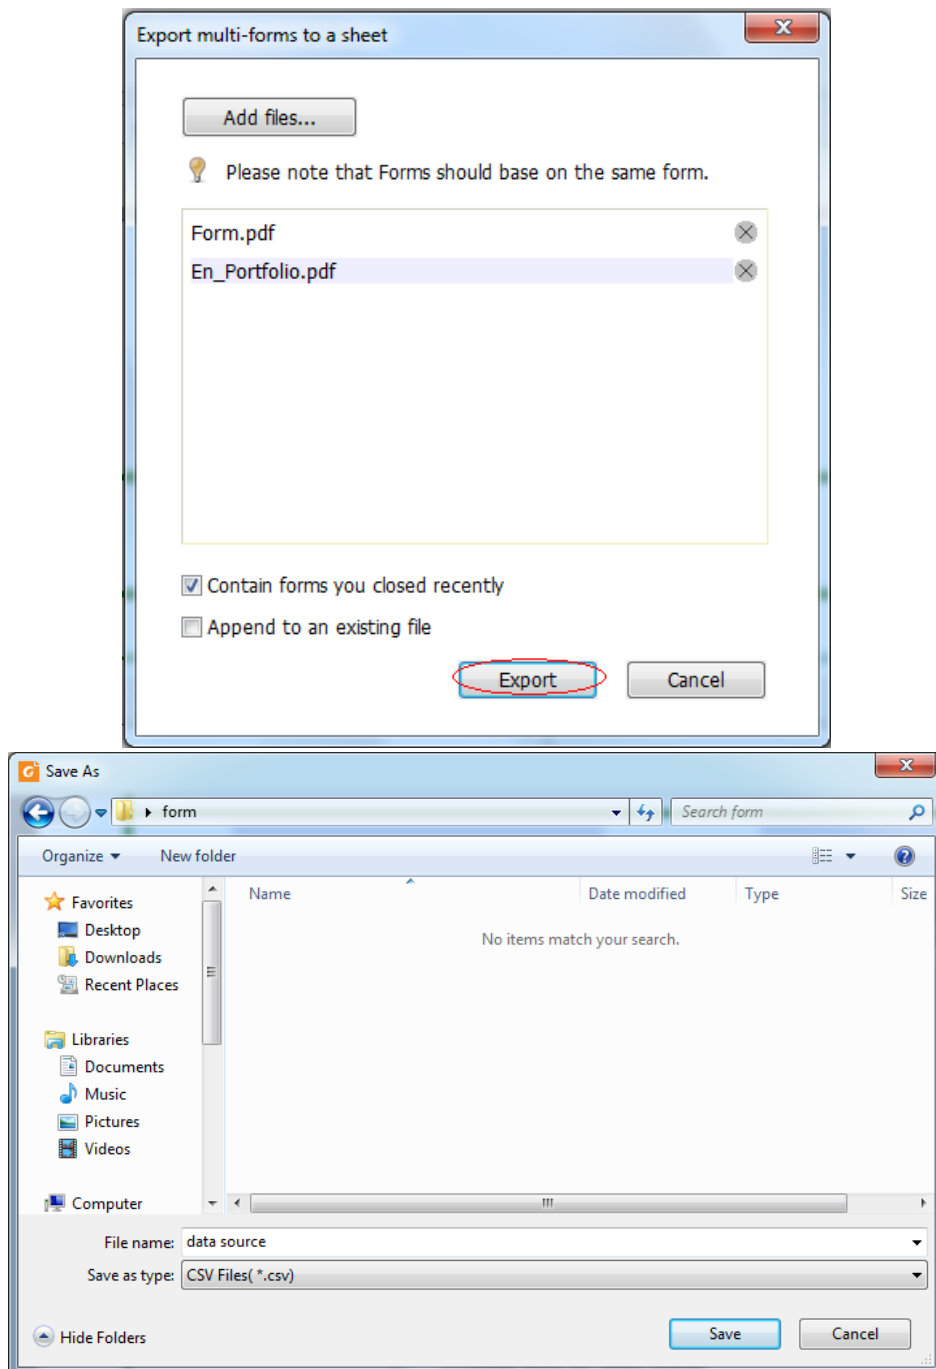 Export multi-forms to a sheet
Add files...
Please note that Forms should base on the same form.
Form.pdf
En_Portfolio.pdf
Contain forms you closed recently
Append to an existing file
Export Cancel
Save As
form Search form
Organize New folder
Name Date modified Type Size
No items match your search.
Favorites
Desktop
Downloads
Recent Places
Libraries
Documents
Music
Pictures
Videos
Computer
File name: data source
Save as type: CSV Files( *.csv)
Hide Folders Save Cancel